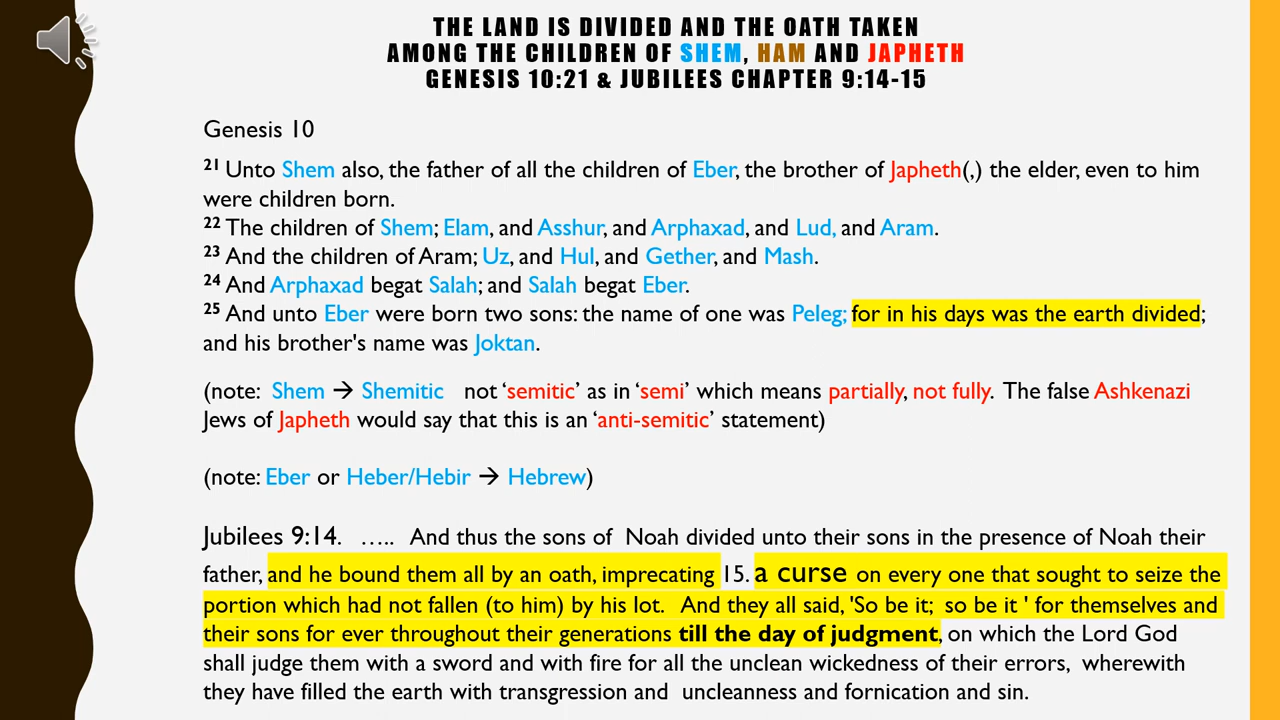 THE LAND IS DIVIDED AND THE OATH TAKEN
AMONG THE CHILDREN OF SHEM, HAM AND JAPHETH
GENESIS 10:21 & JUBILEES CHAPTER 9:14-15
Genesis 10
21 Unto Shem also, the father of all the children of Eber, the brother of Japheth(,) the elder, even to him
were children born.
22 The children of Shem; Elam, and Asshur, and Arphaxad, and Lud, and Aram.
23 And the children of Aram; Uz, and Hul, and Gether, and Mash.
24 And Arphaxad begat Salah; and Salah begat Eber.
25 And unto Eber were born two sons: the name of one was Peleg; for in his days was the earth divided;
and his brother's name was Joktan.
(note: Shem → Shemitic not ‘semitic’ as in ‘semi’ which means partially, not fully. The false Ashkenazi
Jews of Japheth would say that this is an ‘anti-semitic’ statement)
(note: Eber or Heber/Hebir → Hebrew)
Jubilees 9:14. ….. And thus the sons of Noah divided unto their sons in the presence of Noah their
father, and he bound them all by an oath, imprecating 15. a curse on every one that sought to seize the
portion which had not fallen (to him) by his lot. And they all said, 'So be it; so be it ' for themselves and
their sons for ever throughout their generations till the day of judgment, on which the Lord God
shall judge them with a sword and with fire for all the unclean wickedness of their errors, wherewith
they have filled the earth with transgression and uncleanness and fornication and sin.